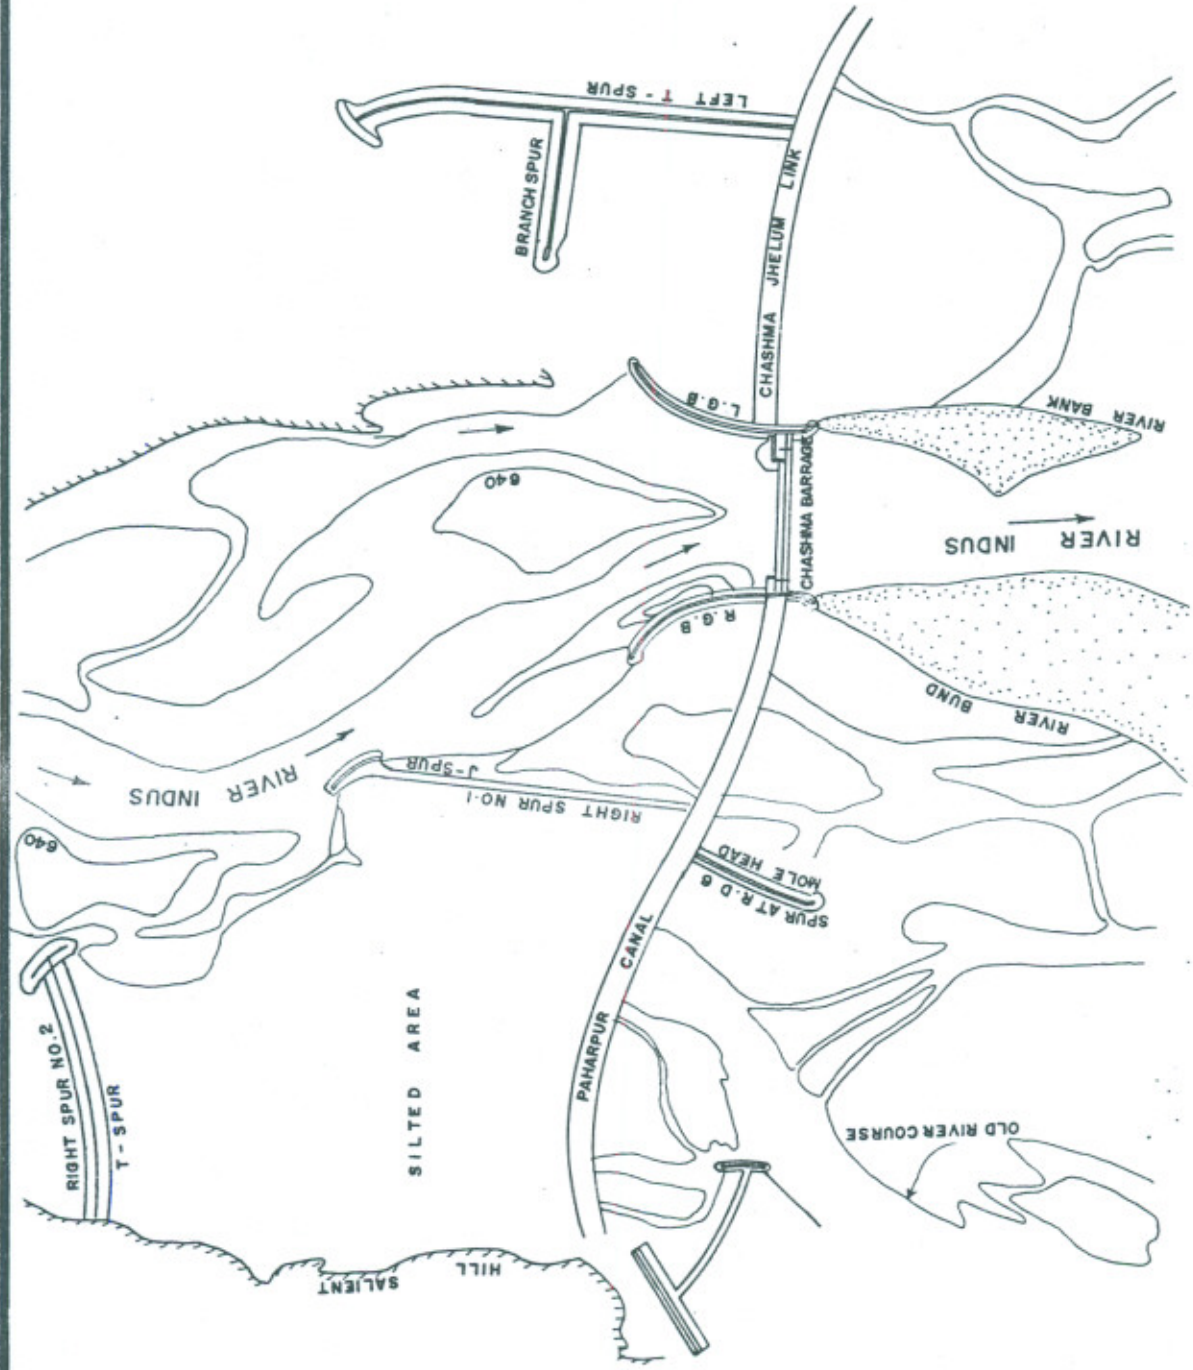 LEFT T - SPUR
BRANCH SPUR
CHASHMA JHELUM LINK
L.G.B
RIVER BANK
640
CHASHMA BARRAGE
RIVER INDUS
R.G.B
RIVER BUND
RIVER INDUS
J-SPUR
RIGHT SPUR NO-1
640
MOLE HEAD
SPUR AT R.D 6
PAHARPUR CANAL
RIGHT SPUR NO.2
T-SPUR
SILTED AREA
OLD RIVER COURSE
HILL
SALIENT